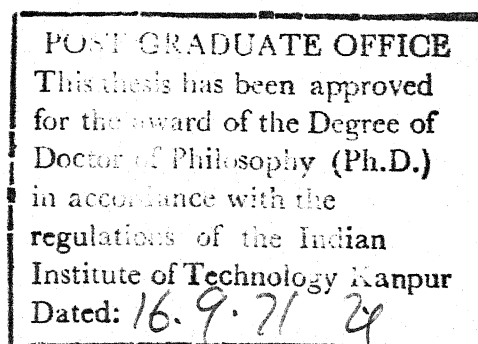 POST GRADUATE OFFICE
This thesis has been approved
for the award of the Degree of
Doctor of Philosophy (Ph.D.)
in accordance with the
regulations of the Indian
Institute of Technology Kanpur
Dated: 16.9.71